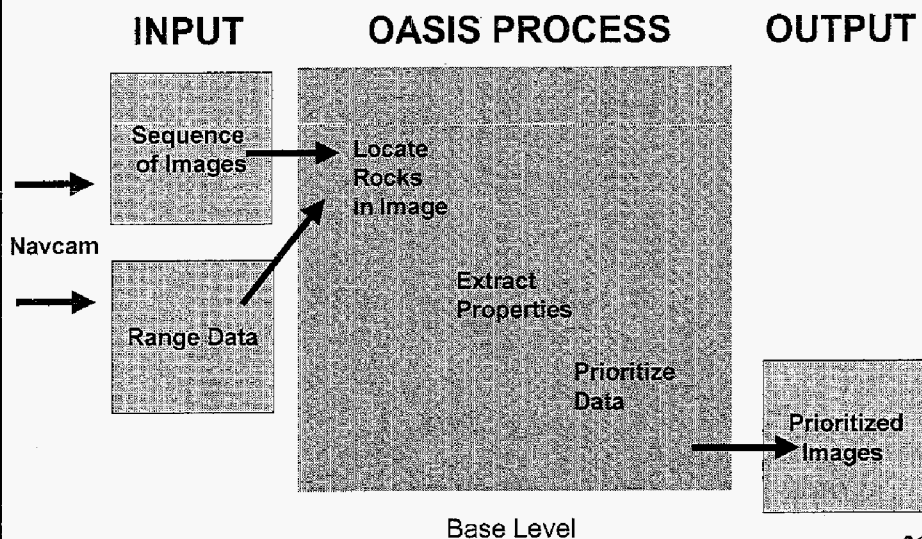 INPUT
OASIS PROCESS
OUTPUT
Navcam
Sequence
of Images
Range Data
Locate
Rocks
in Image
Extract
Properties
Prioritize
Data
Prioritized
Images
Base Level